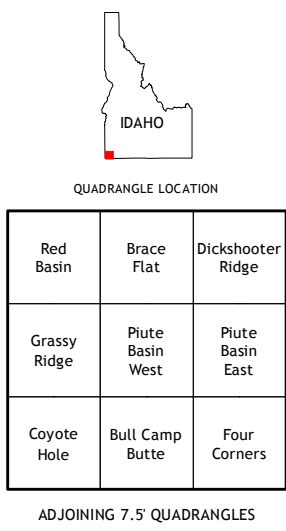 IDAHO
QUADRANGLE LOCATION
Red
Basin
Brace
Flat
Dickshooter
Ridge
Grassy
Ridge
Piute
Basin
West
Piute
Basin
East
Coyote
Hole
Bull Camp
Butte
Four
Corners
ADJOINING 7.5' QUADRANGLES